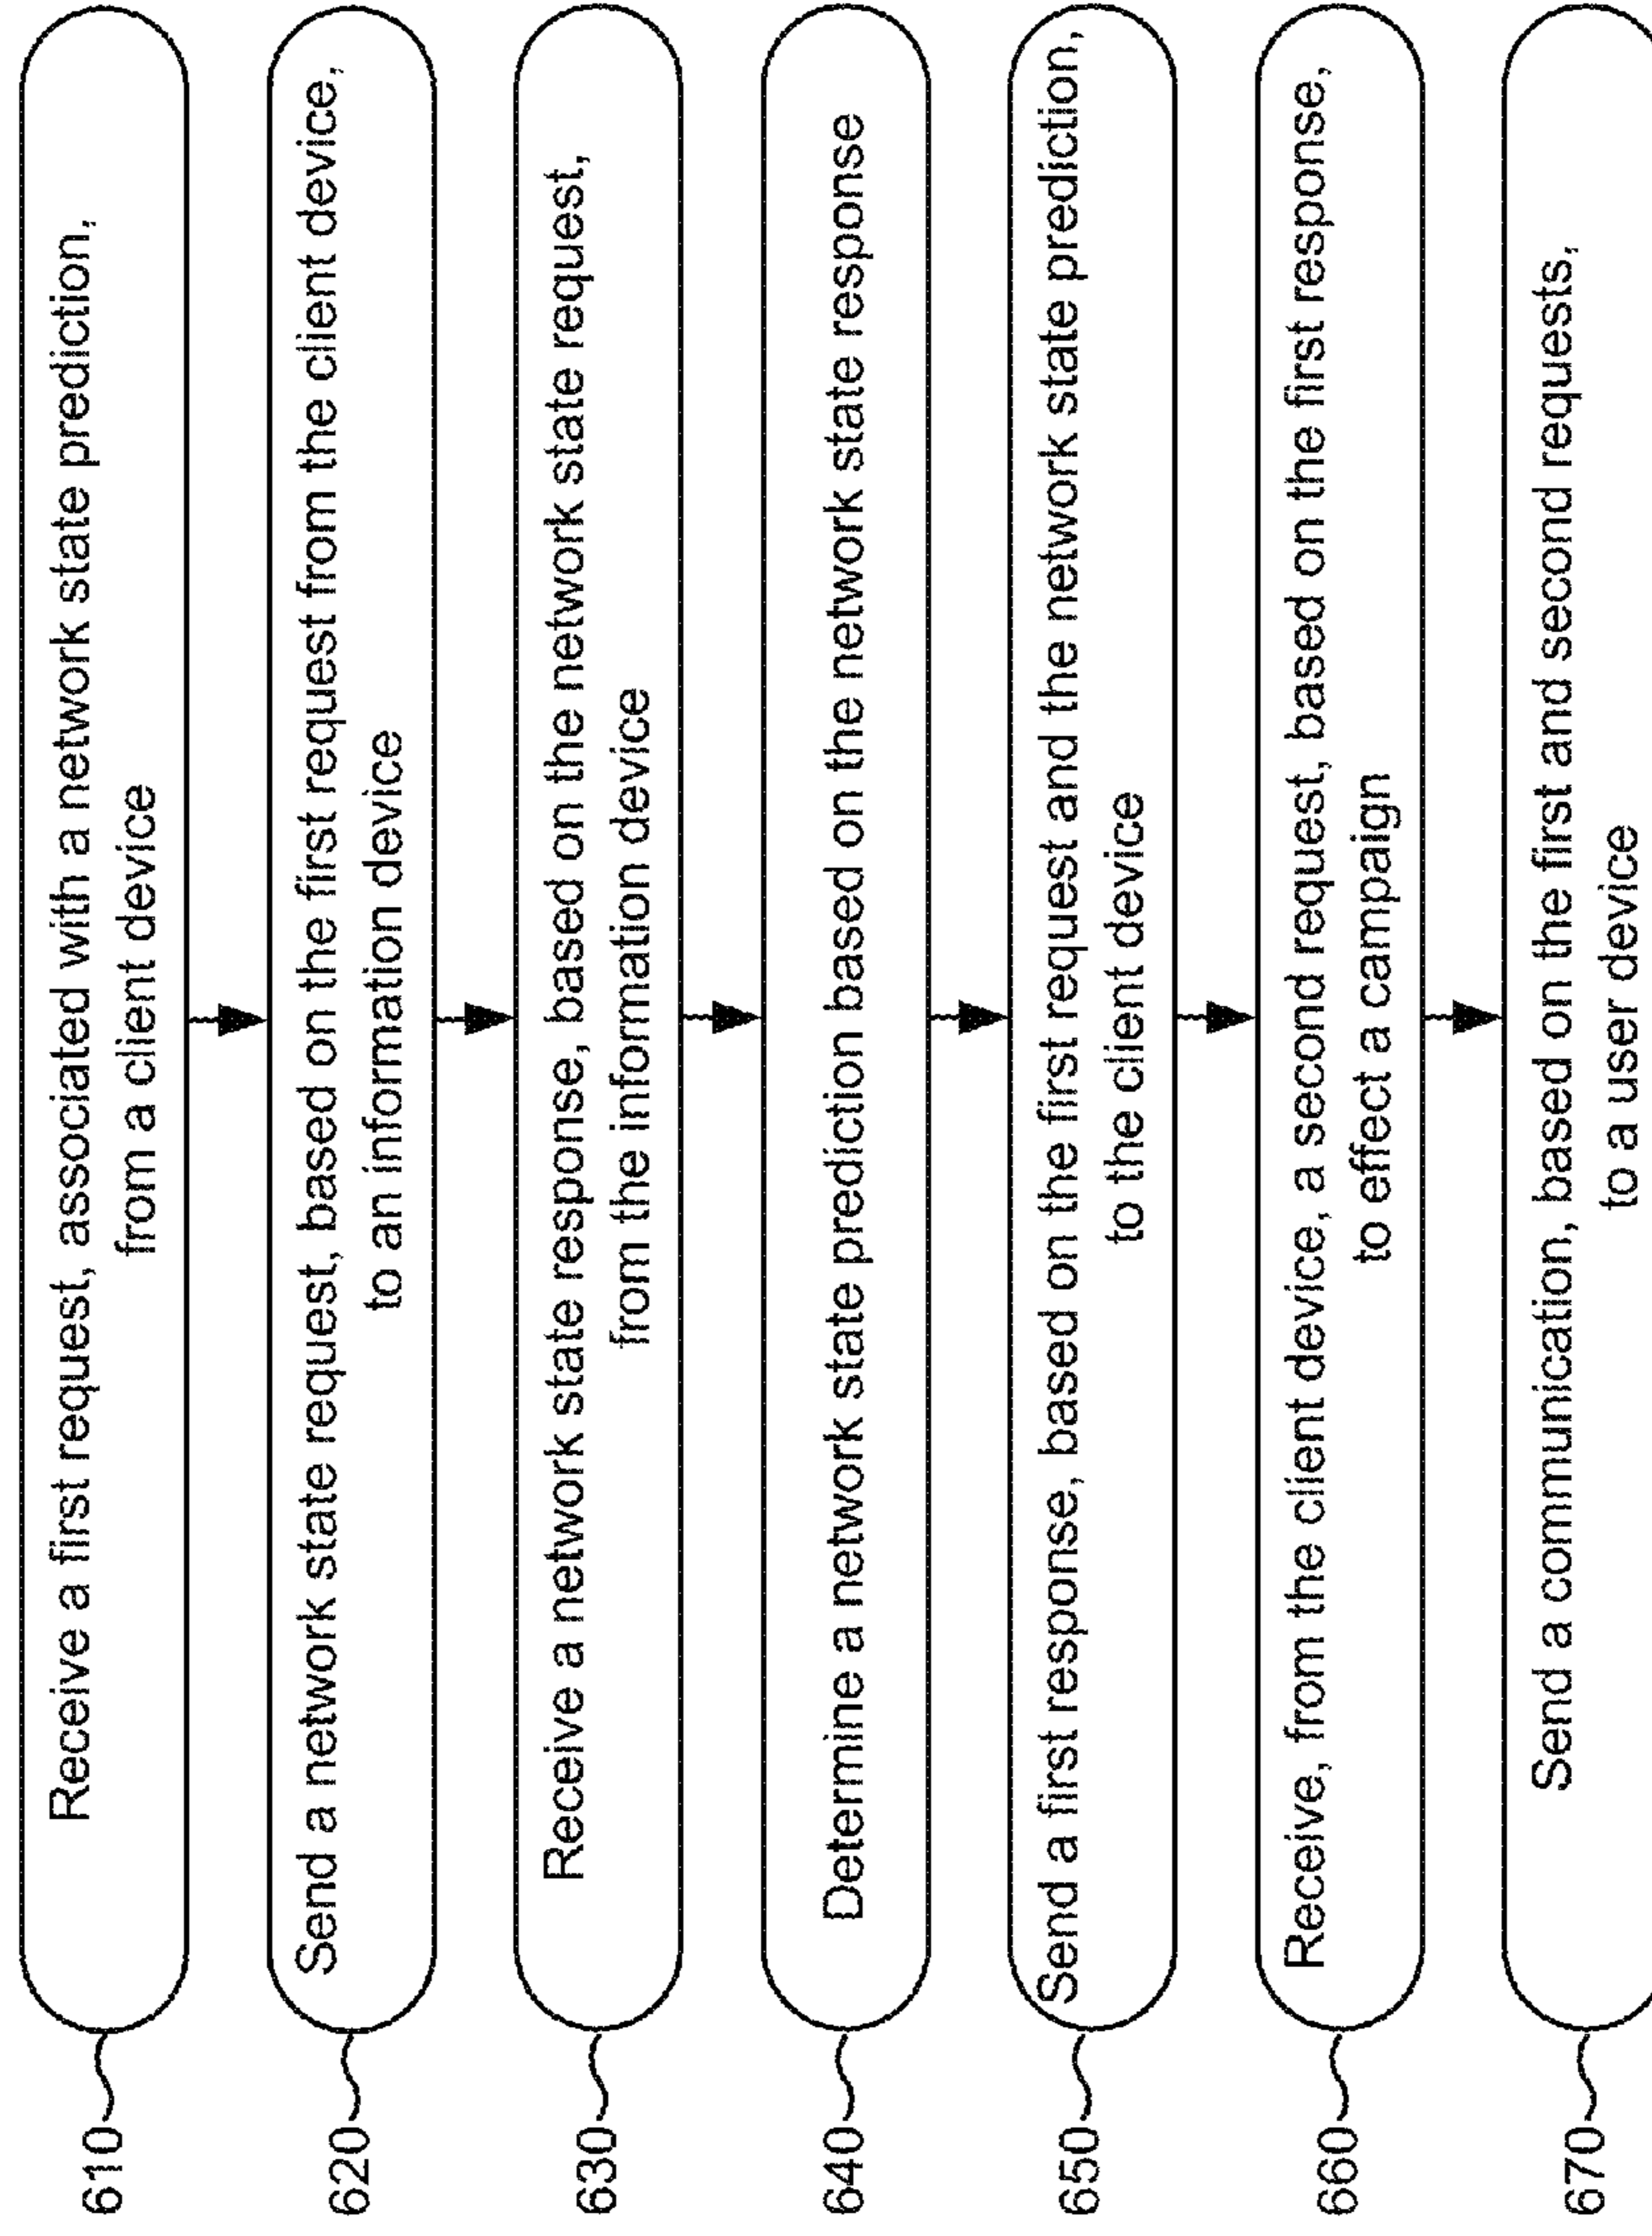 610
Receive a first request, associated with a network state prediction,
from a client device
620
Send a network state request, based on the first request from the client device,
to an information device
630
Receive a network state response, based on the network state request,
from the information device
640
Determine a network state prediction based on the network state response
650
Send a first response, based on the first request and the network state prediction,
to the client device
660
Receive, from the client device, a second request, based on the first response,
to effect a campaign
670
Send a communication, based on the first and second requests,
to a user device